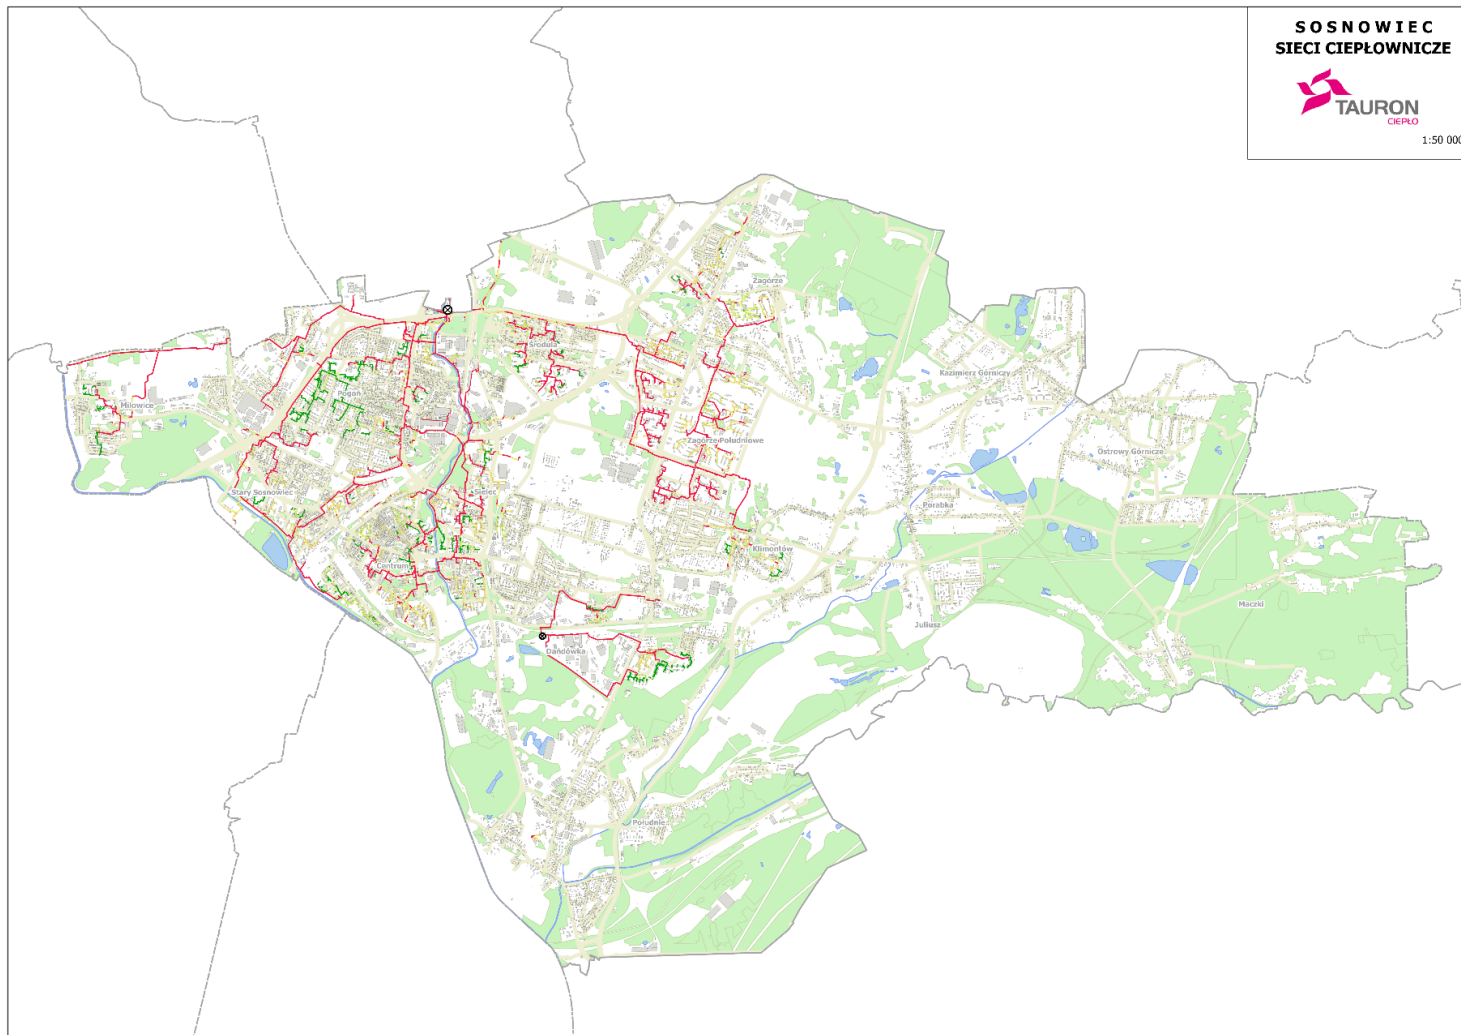 SOSNOWIEC
SIECI CIEPŁOWNICZE
TAURON
CIEPŁO
1:50 000
Zagórze
Środula
Kazimierz Górniczy
Pogoń
Milowice
Zagórze Południowe
Ostrowy Górnicze
Stary Sosnowiec
Sielec
Porąbka
Klimontów
Centrum
Maczki
Juliusz
Dańdówka
Południe